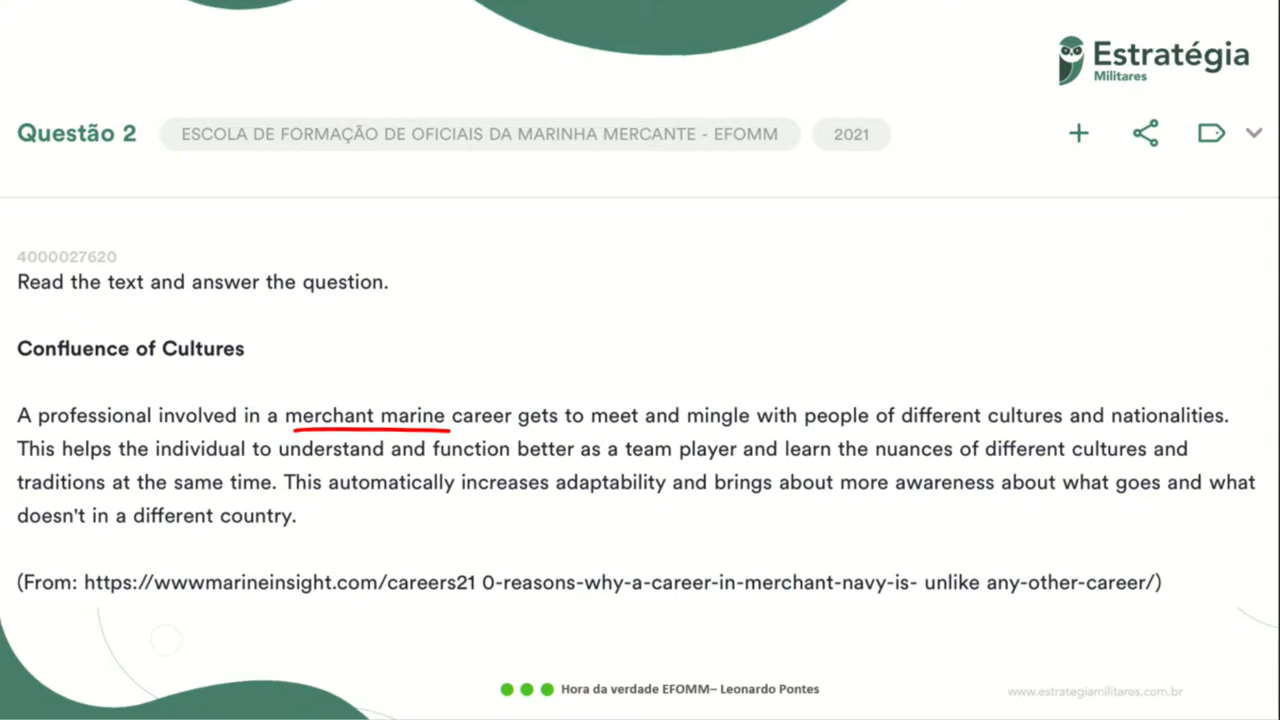 Estratégia
Militares
Questão 2
ESCOLA DE FORMAÇÃO DE OFICIAIS DA MARINHA MERCANTE - EFOMM
2021
4000027620
Read the text and answer the question.
Confluence of Cultures
A professional involved in a merchant marine career gets to meet and mingle with people of different cultures and nationalities.
This helps the individual to understand and function better as a team player and learn the nuances of different cultures and
traditions at the same time. This automatically increases adaptability and brings about more awareness about what goes and what
doesn't in a different country.
(From: https://wwwmarineinsight.com/careers21 0-reasons-why-a-career-in-merchant-navy-is- unlike any-other-career/)
Hora da verdade EFOMM– Leonardo Pontes
www.estrategiamilitares.com.br